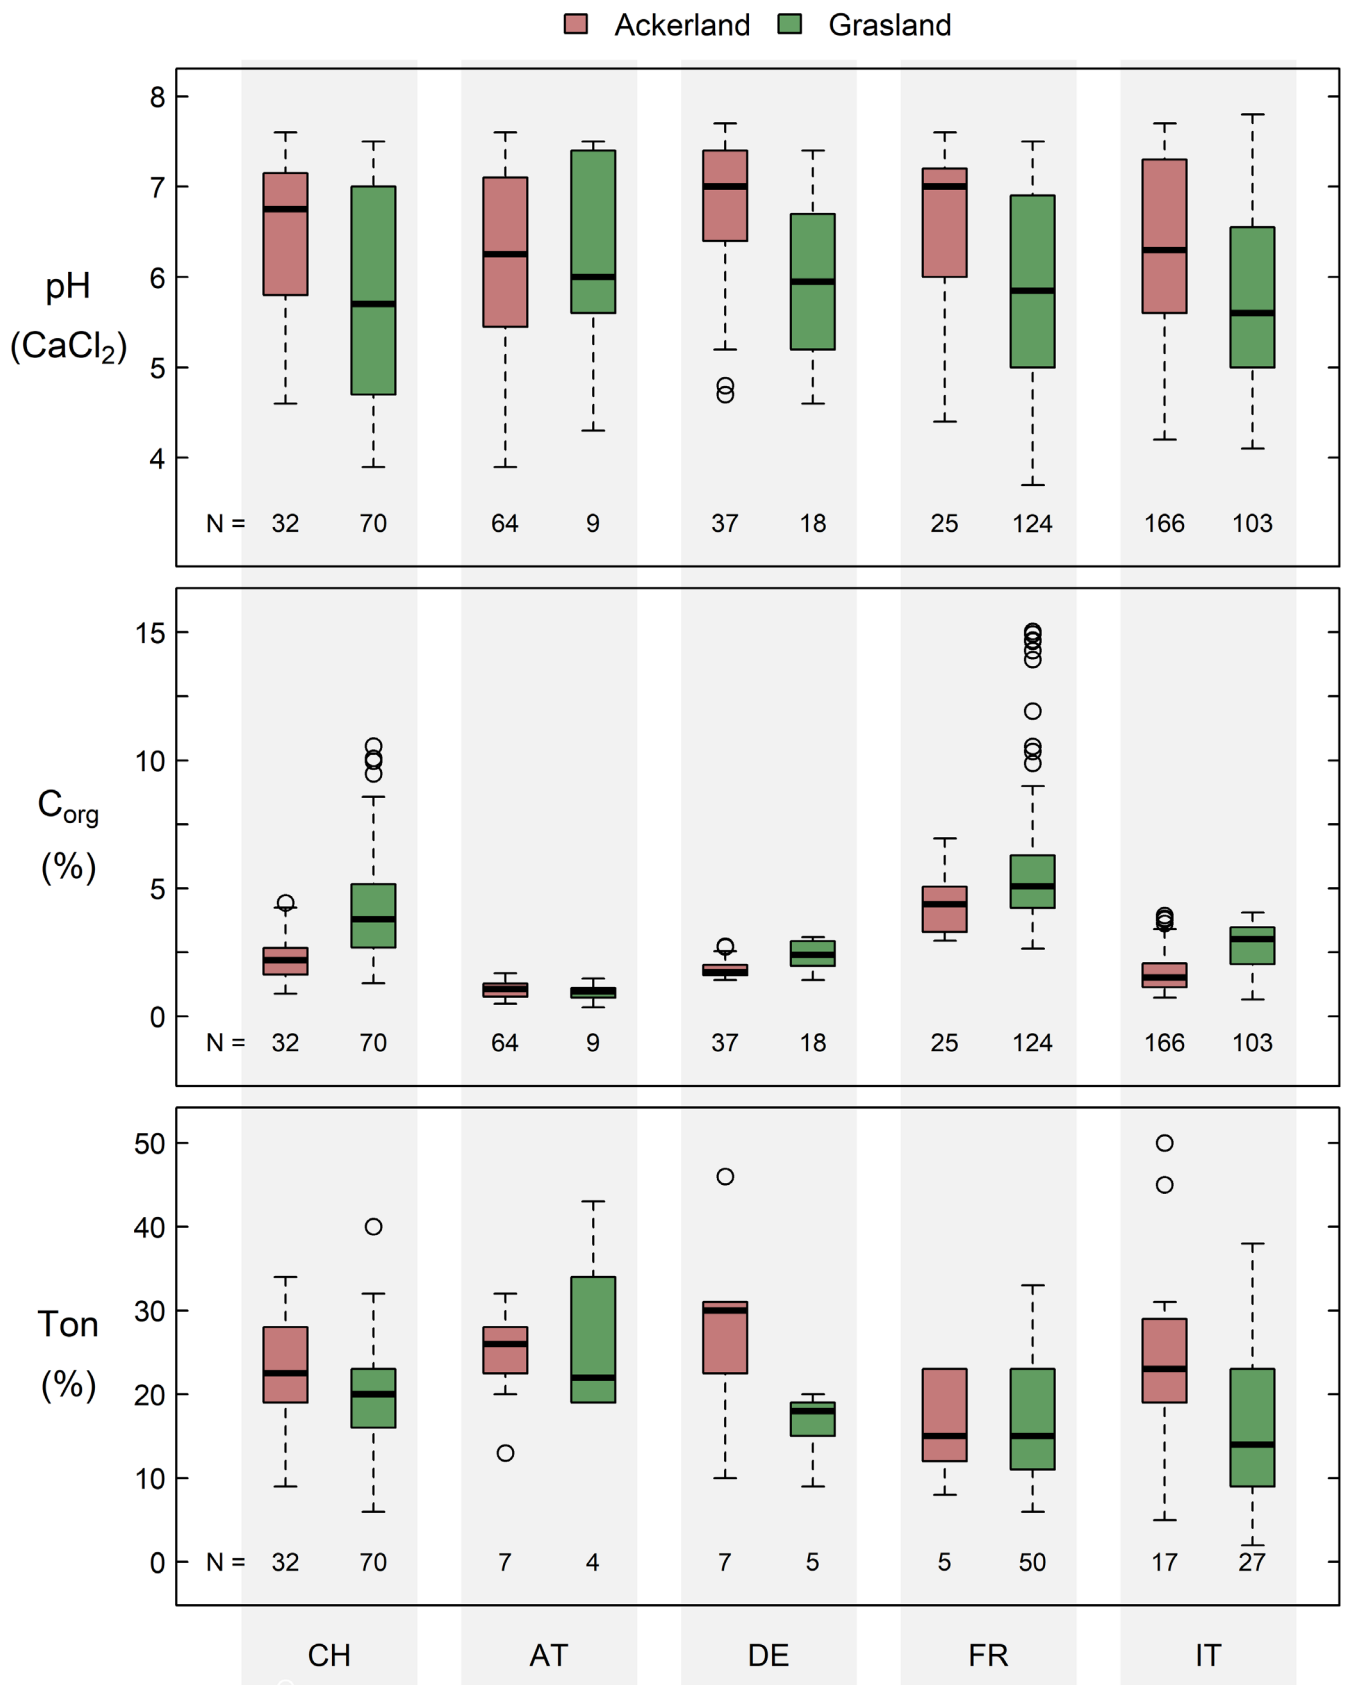 Ackerland Grasland
8
7
6
5
4
pH
(CaCl₂)
N = 32 70 64 9 37 18 25 124 166 103
15
10
5
0
Corg
(%)
N = 32 70 64 9 37 18 25 124 166 103
50
40
30
20
10
0
Ton
(%)
N = 32 70 7 4 7 5 5 50 17 27
CH AT DE FR IT